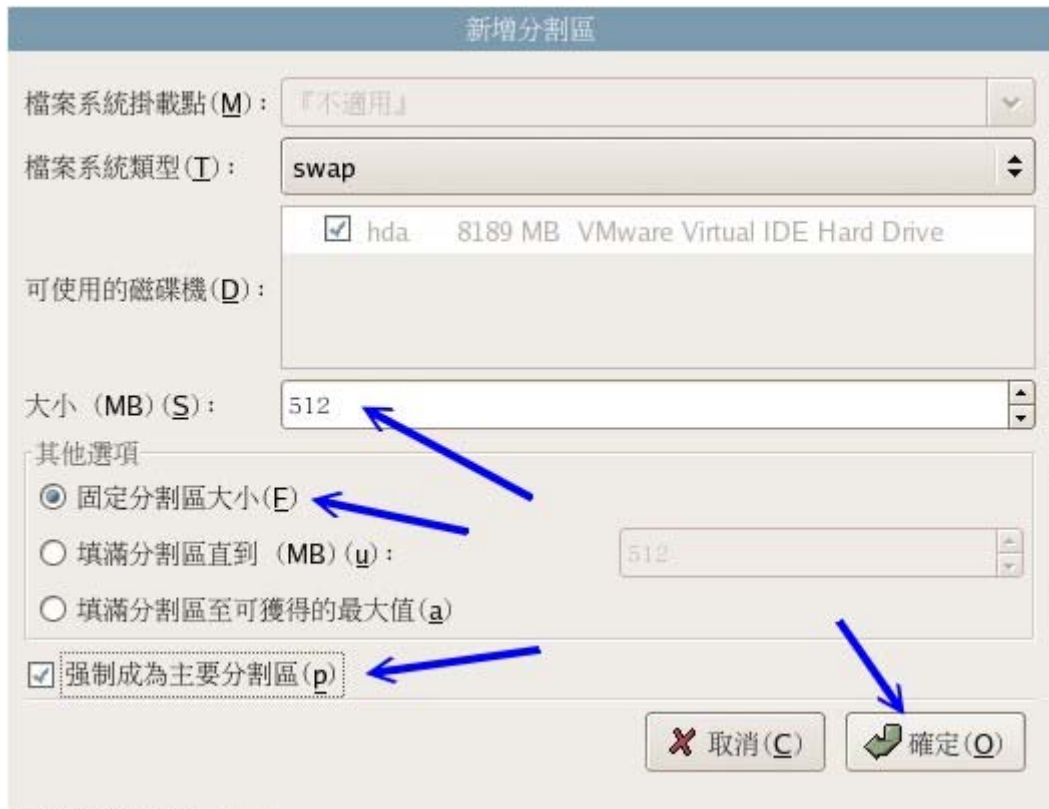 新增分割區
檔案系統掛載點(M)：
『不適用』
檔案系統類型(T)：
swap
可使用的磁碟機(D)：
hda 8189 MB VMware Virtual IDE Hard Drive
大小 (MB)(S)：
512
其他選項
固定分割區大小(F)
填滿分割區直到 (MB)(u)：
512
填滿分割區至可獲得的最大值(a)
强制成為主要分割區(p)
取消(C)
確定(O)